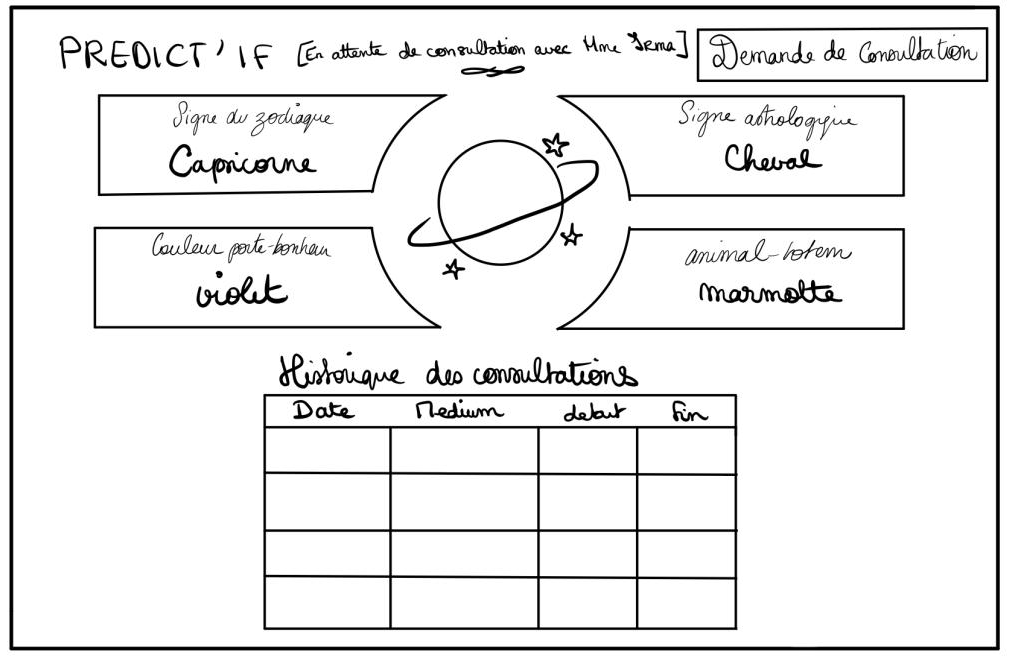 PREDICT'IF [En attente de consultation avec Mme Irma] Demande de Consultation
Signe du zodiaque
Capricorne
Signe astrologique
Cheval
Couleur porte-bonheur
violet
animal-totem
marmotte
Historique des consultations
Date Medium debut fin